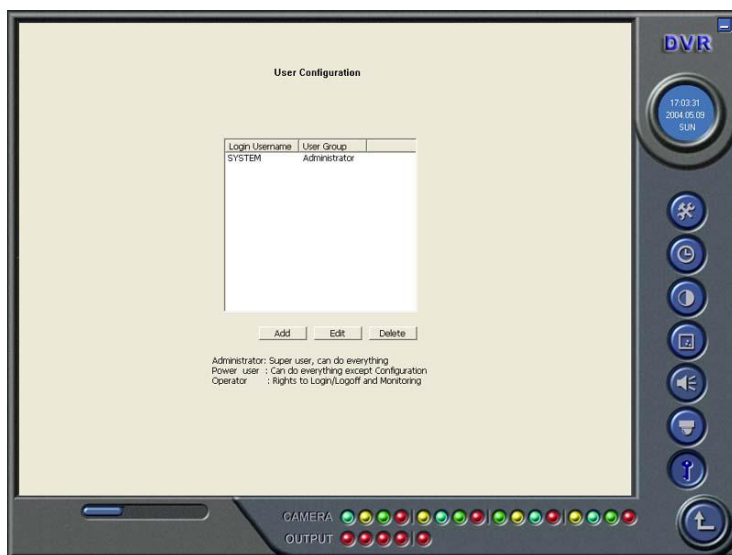 DVR
User Configuration
17:03:31
2004.05.09
SUN
Login Username User Group
SYSTEM Administrator
Add Edit Delete
Administrator: Super user, can do everything
Power user : Can do everything except Configuration
Operator : Rights to Login/Logoff and Monitoring
CAMERA
OUTPUT